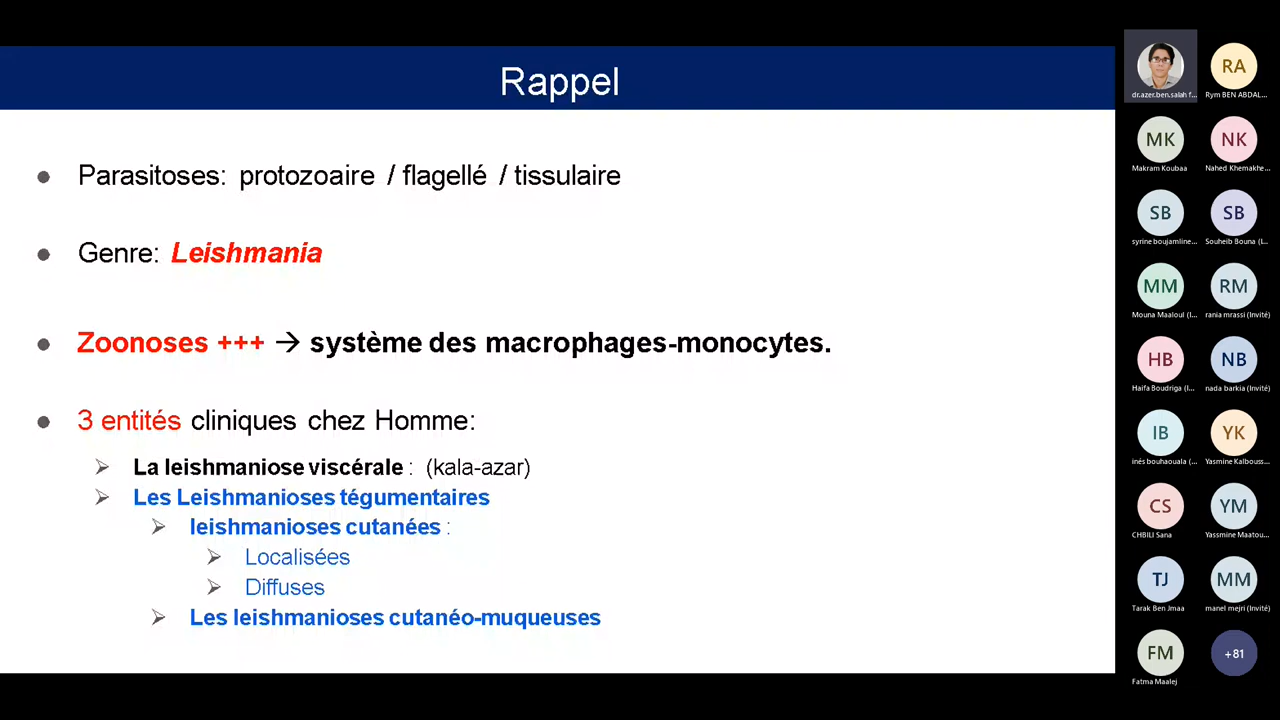 Rappel
● Parasitoses: protozoaire / flagellé / tissulaire
● Genre: Leishmania
● Zoonoses +++ → système des macrophages-monocytes.
● 3 entités cliniques chez Homme:
➢ La leishmaniose viscérale : (kala-azar)
➢ Les Leishmanioses tégumentaires
➢ leishmanioses cutanées :
➢ Localisées
➢ Diffuses
➢ Les leishmanioses cutanéo-muqueuses
RA
dr.azer.ben.salah f... Rym BEN ABDAL...
MK NK
Makram Koubaa Nahed Khemakhe...
SB SB
syrine boujamline... Souheib Bouna (I...
MM RM
Mouna Maaloul (I... rania mrassi (Invité)
HB NB
Haifa Boudriga (I... nada barkia (Invité)
IB YK
inés bouhaouala (... Yasmine Kalbouss...
CS YM
CHBILI Sana Yassmine Maatou...
TJ MM
Tarak Ben Jmaa manel mejri (Invité)
FM +81
Fatma Maalej